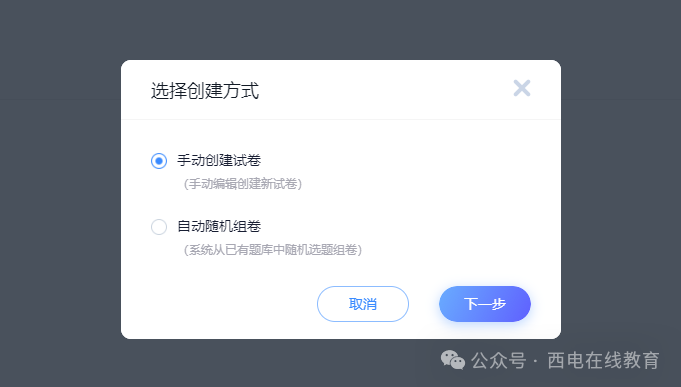 选择创建方式
手动创建试卷
（手动编辑创建新试卷）
自动随机组卷
（系统从已有题库中随机选题组卷）
取消
下一步
公众号 · 西电在线教育